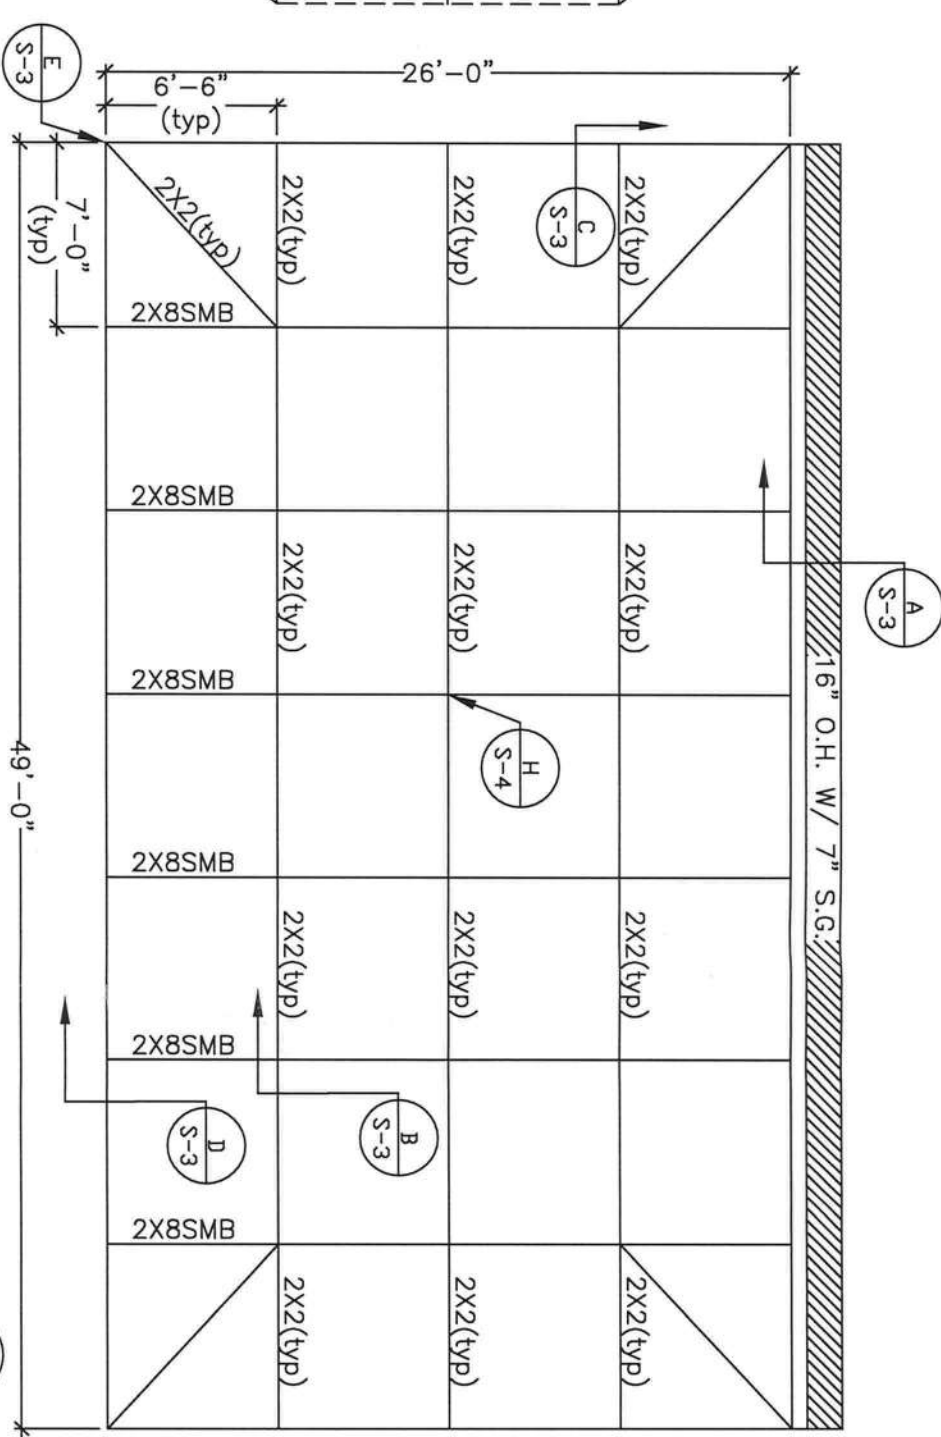 E
S-3
26'-0"
6'-6"
(typ)
7'-0"
(typ)
2X2(typ)
2X2(typ)
2X2(typ)
2X2(typ)
C
S-3
2X8SMB
2X8SMB
A
S-3
2X2(typ)
2X2(typ)
2X2(typ)
2X8SMB
16" O.H. W/ 7" S.G.
H
S-4
49'-0"
2X8SMB
2X2(typ)
2X2(typ)
2X2(typ)
2X8SMB
D
S-3
B
S-3
2X8SMB
2X2(typ)
2X2(typ)
2X2(typ)